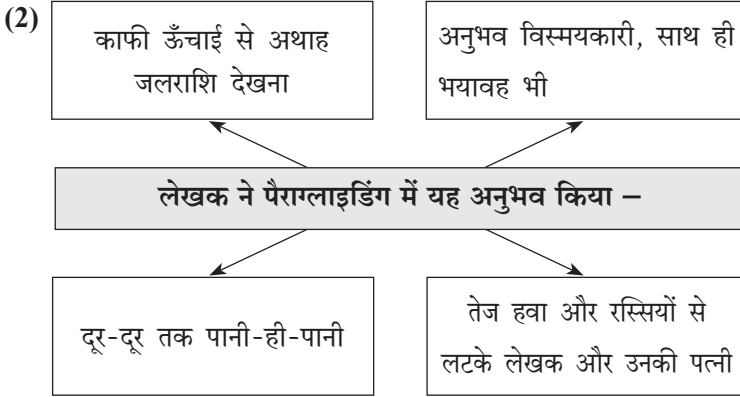 (2)
काफी ऊँचाई से अथाह
जलराशि देखना
अनुभव विस्मयकारी, साथ ही
भयावह भी
लेखक ने पैराग्लाइडिंग में यह अनुभव किया –
दूर-दूर तक पानी-ही-पानी
तेज हवा और रस्सियों से
लटके लेखक और उनकी पत्नी